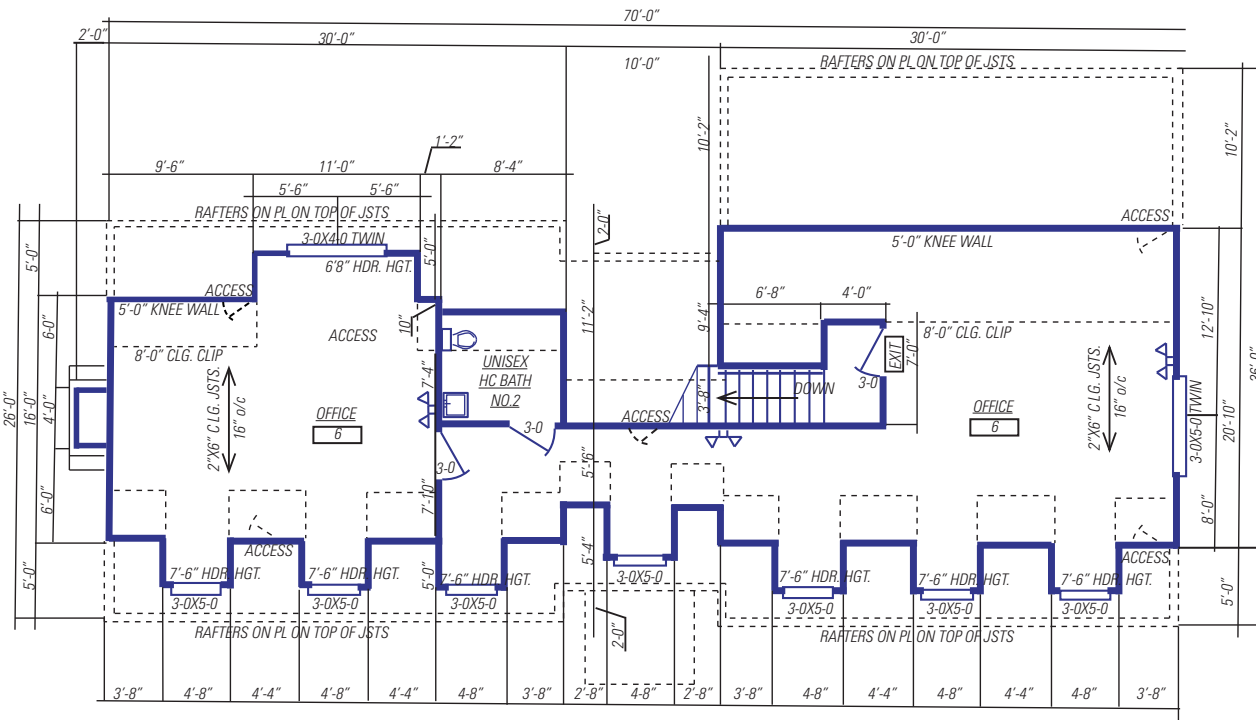 70'-0"
2'-0"
30'-0"
30'-0"
10'-0"
RAFTERS ON PL ON TOP OF JSTS
10'-2"
10'-2"
1'-2"
9'-6"
11'-0"
8'-4"
5'-6"
5'-6"
RAFTERS ON PL ON TOP OF JSTS
ACCESS
2'-0"
3-0X4-0 TWIN
5'-0" KNEE WALL
5'-0"
5'-0"
6'8" HDR. HGT.
ACCESS
6'-8"
4'-0"
5'-0" KNEE WALL
10"
11'-2"
9'-4"
12'-10"
6-0"
ACCESS
8'-0" CLG. CLIP
7'-0"
8'-0" CLG. CLIP
EXIT
UNISEX
HC BATH
NO.2
7'-4"
3-0
DOWN
26'-0"
16'-0"
4'-0"
2"X6" C LG. JSTS.
16" o/c
OFFICE
6
3'-8"
ACCESS
OFFICE
6
2"X6" C LG. JSTS.
16" o/c
3-0X5-0 TWIN
20'-10"
26'-0"
3-0
3-0
5'-6"
6'-0"
7'-10"
8'-0"
ACCESS
5'-4"
ACCESS
5'-0"
7'-6" HDR. HGT.
7'-6" HDR. HGT.
5'-0"
7'-6" HDR. HGT.
3-0X5-0
7'-6" HDR. HGT.
7'-6" HDR. HGT.
7'-6" HDR. HGT.
5'-0"
3-0X5-0
3-0X5-0
3-0X5-0
3-0X5-0
3-0X5-0
3-0X5-0
RAFTERS ON PL ON TOP OF JSTS
2'-0"
RAFTERS ON PL ON TOP OF JSTS
3'-8"
4'-8"
4'-4"
4'-8"
4'-4"
4-8"
3'-8"
2'-8"
4-8"
2'-8"
3'-8"
4-8"
4'-4"
4'-8"
4'-4"
4-8"
3'-8"